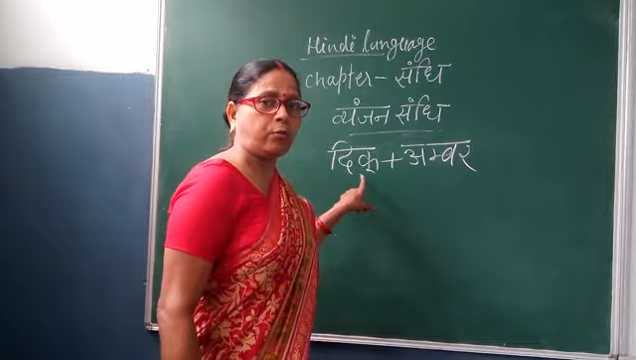 Hindi language
chapter- संधि
व्यंजन संधि
दिक् + अम्बर